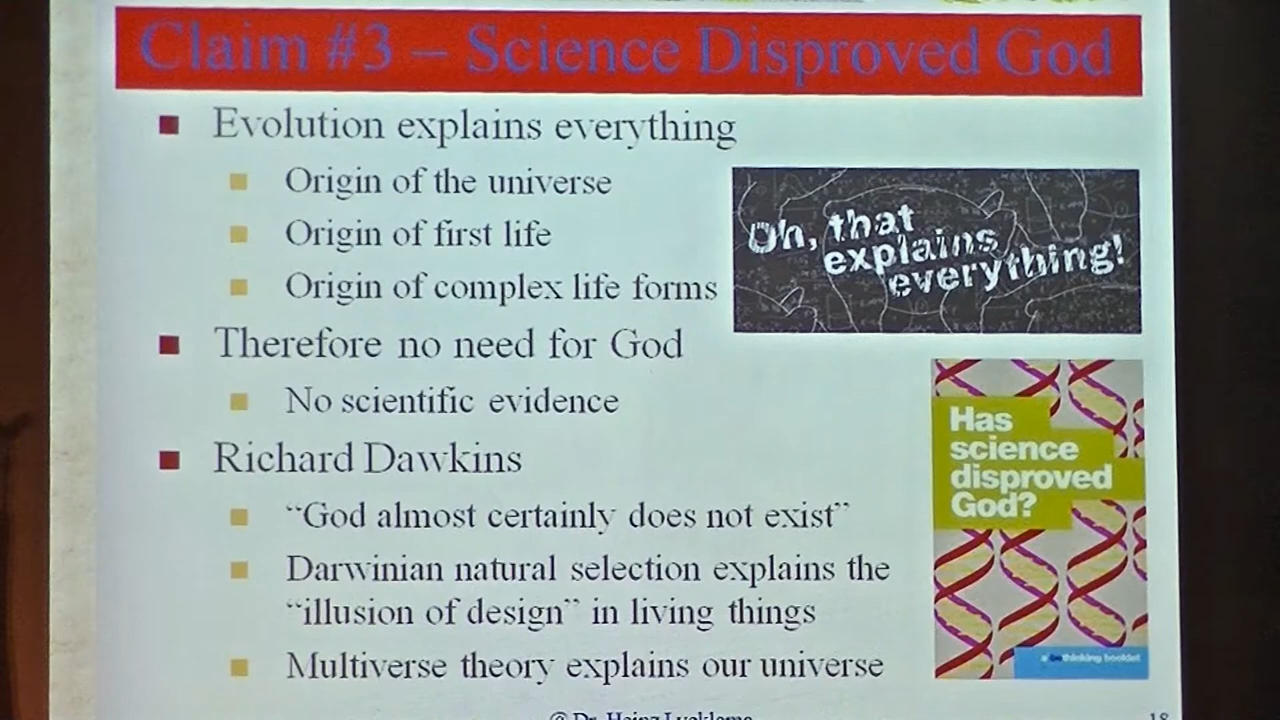 Claim #3 – Science Disproved God
Evolution explains everything
Origin of the universe
Origin of first life
Origin of complex life forms
Oh, that
explains
everything!
Therefore no need for God
No scientific evidence
Richard Dawkins
“God almost certainly does not exist”
Darwinian natural selection explains the
“illusion of design” in living things
Multiverse theory explains our universe
Has
science
disproved
God?
a bethinking booklet
© Dr. Heinz Lycklama
18